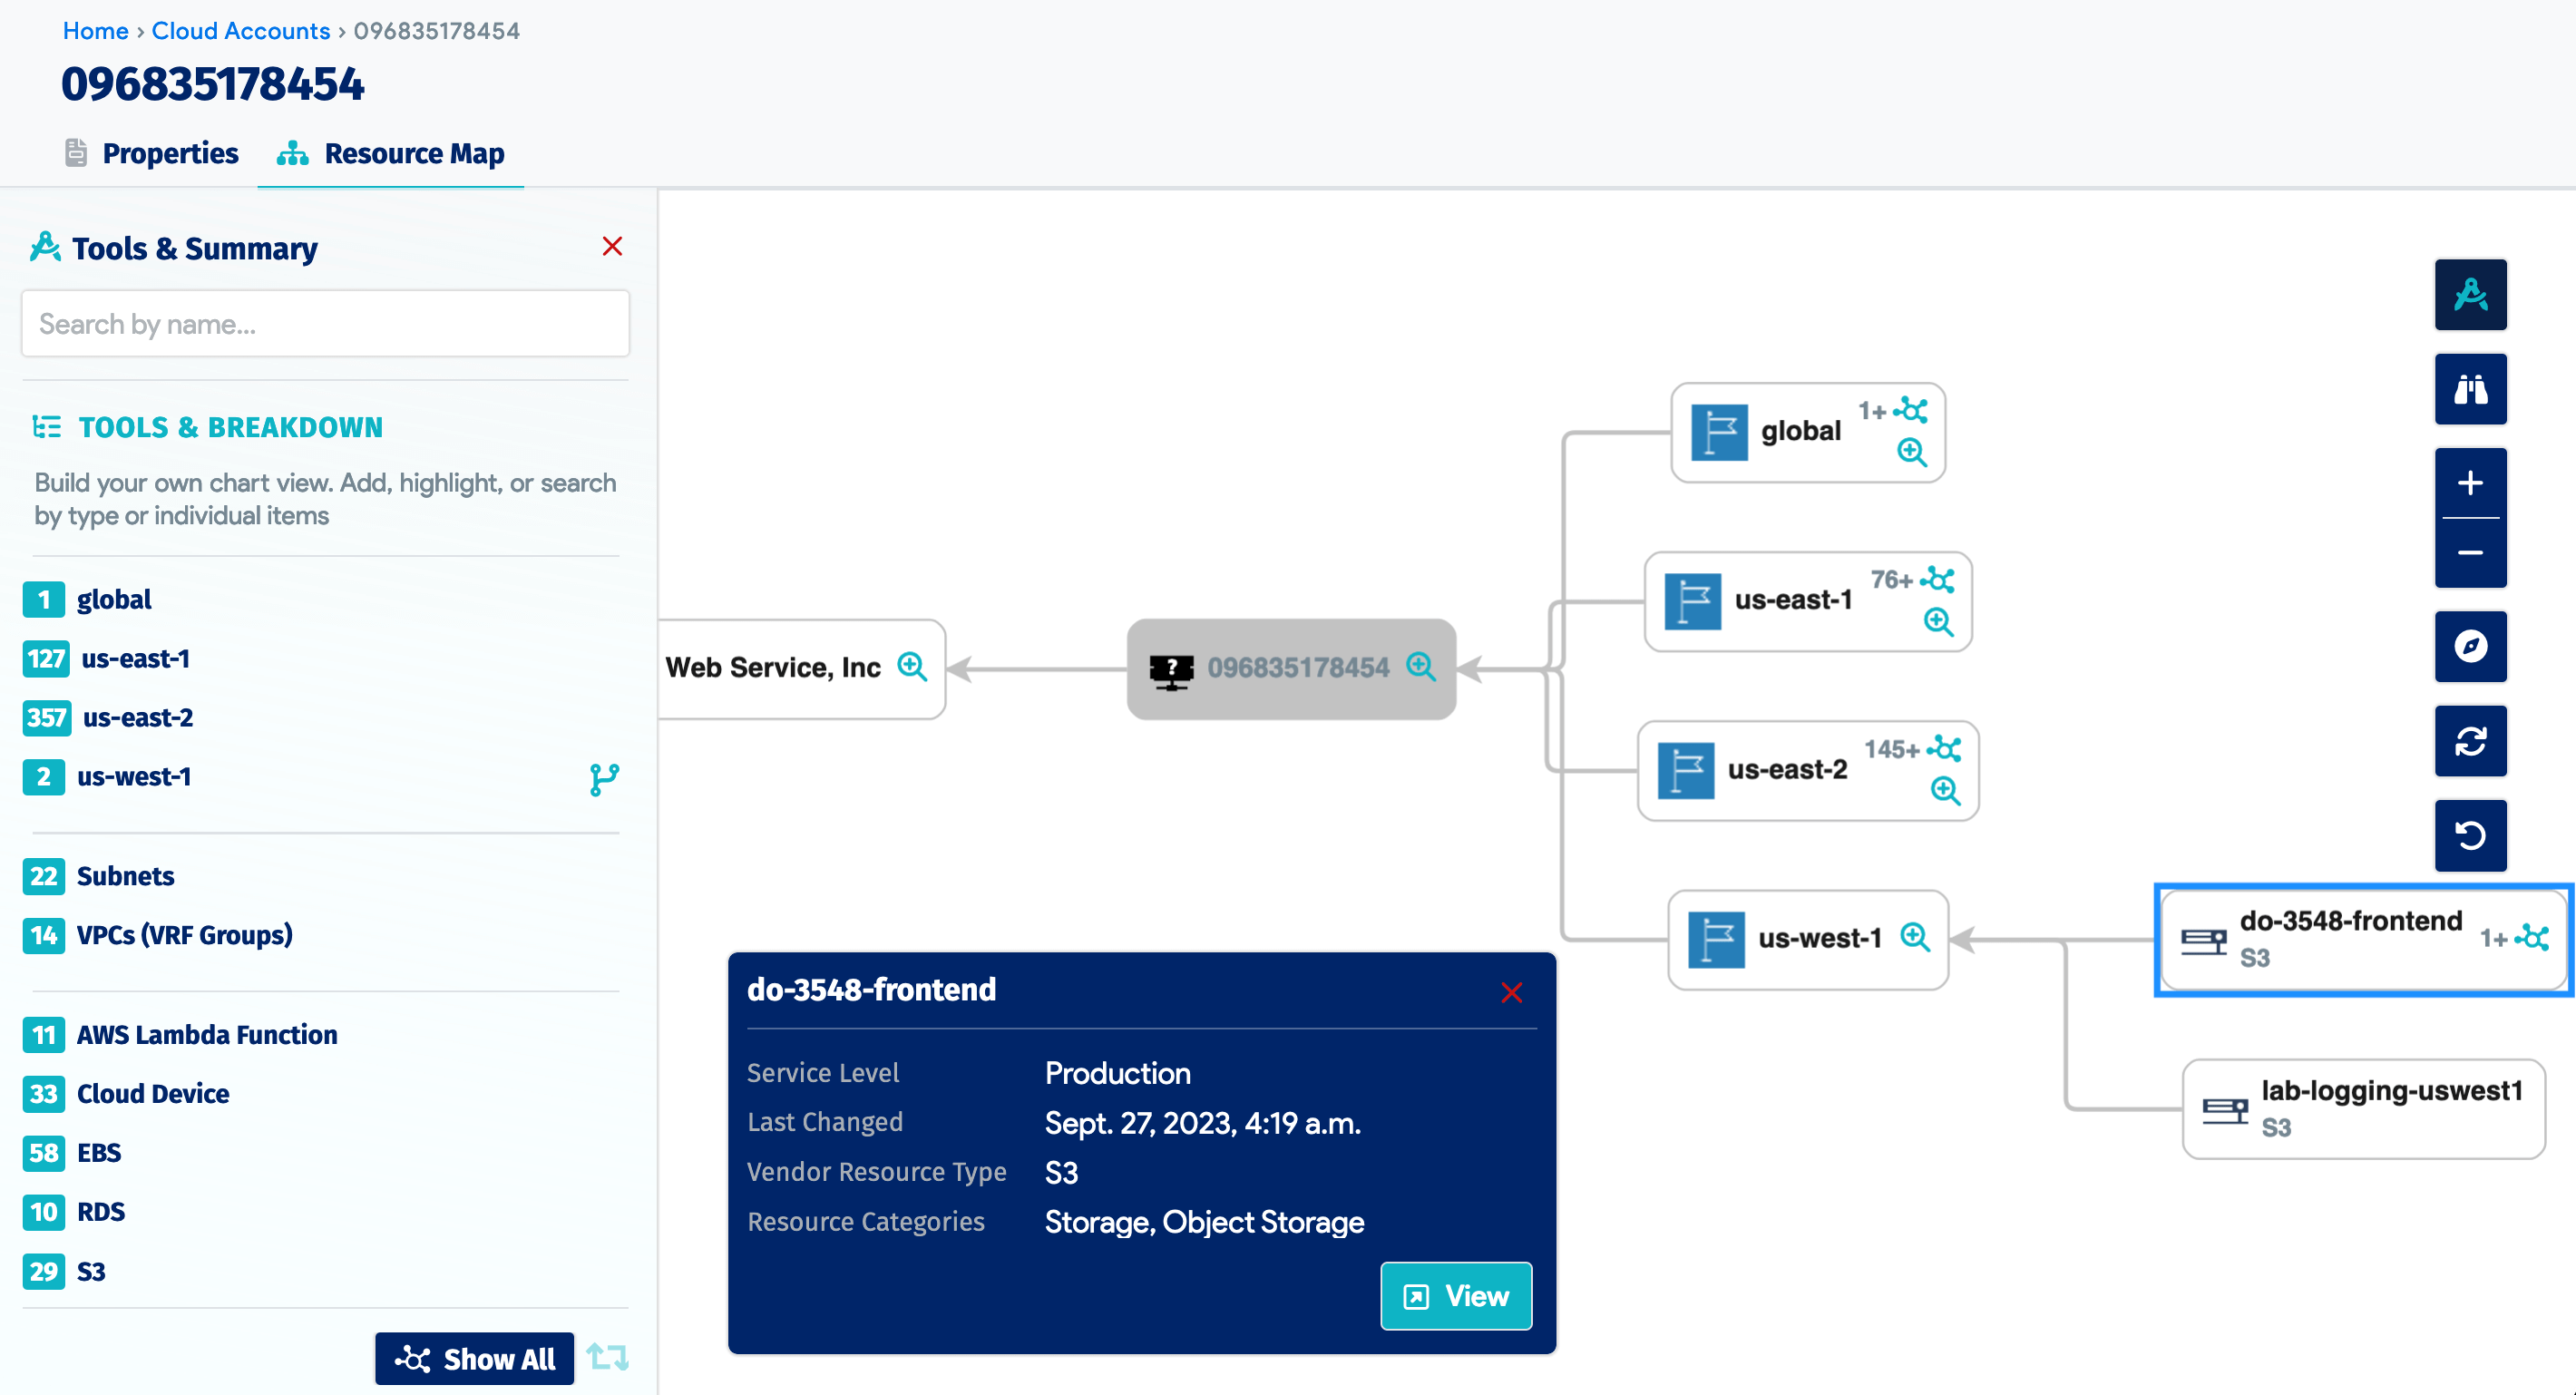 Home › Cloud Accounts › 096835178454
096835178454
Properties
Resource Map
Tools & Summary
Search by name...
TOOLS & BREAKDOWN
Build your own chart view. Add, highlight, or search
by type or individual items
1 global
127 us-east-1
357 us-east-2
2 us-west-1
22 Subnets
14 VPCs (VRF Groups)
11 AWS Lambda Function
33 Cloud Device
58 EBS
10 RDS
29 S3
Show All
Web Service, Inc
? 096835178454
global 1+
us-east-1 76+
us-east-2 145+
us-west-1
do-3548-frontend
S3
1+
lab-logging-uswest1
S3
do-3548-frontend
Service Level Production
Last Changed Sept. 27, 2023, 4:19 a.m.
Vendor Resource Type S3
Resource Categories Storage, Object Storage
View